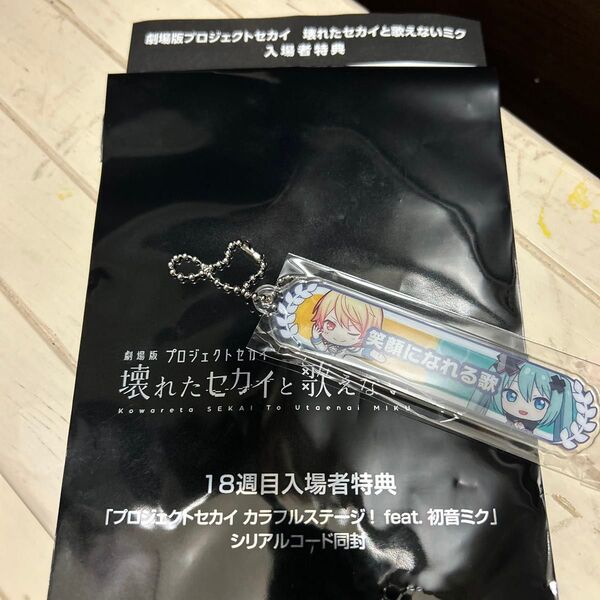 劇場版プロジェクトセカイ 壊れたセカイと歌えないミク
入場者特典
劇場版 プロジェクトセカイ
壊れたセカイと歌えない
Kowareta SEKAI To Utaenai MIKU
笑顔になれる歌
18週目入場者特典
「プロジェクトセカイ カラフルステージ! feat. 初音ミク」
シリアルコード同封